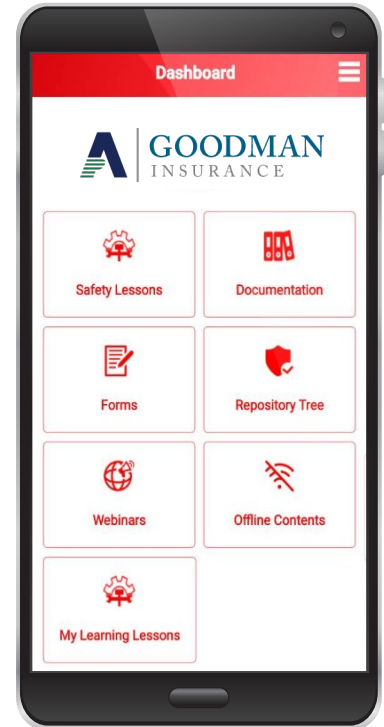 Dashboard
GOODMAN
INSURANCE
Safety Lessons
Documentation
Forms
Repository Tree
Webinars
Offline Contents
My Learning Lessons